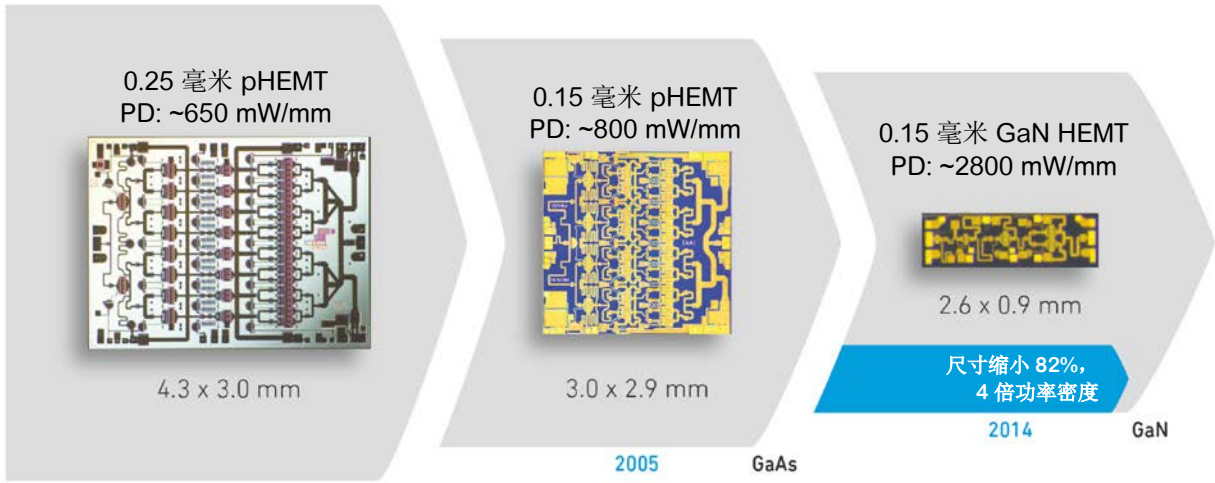 0.25 毫米 pHEMT
PD: ~650 mW/mm
4.3 x 3.0 mm
0.15 毫米 pHEMT
PD: ~800 mW/mm
3.0 x 2.9 mm
2005
GaAs
0.15 毫米 GaN HEMT
PD: ~2800 mW/mm
2.6 x 0.9 mm
尺寸缩小 82%,
4 倍功率密度
2014
GaN